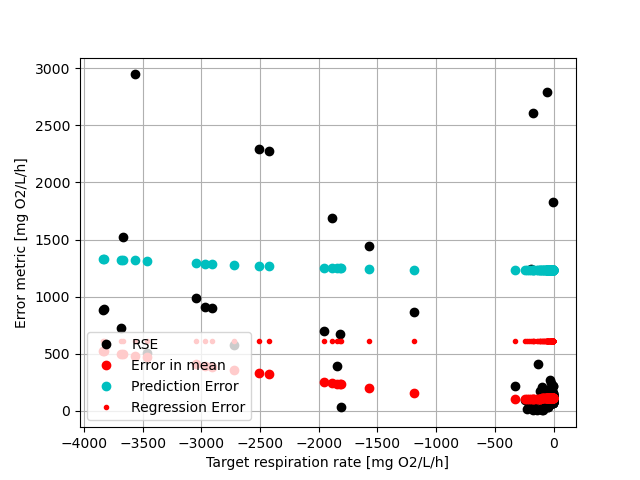 3000
2500
2000
1500
1000
500
0
Error metric [mg O2/L/h]
RSE
Error in mean
Prediction Error
Regression Error
−4000 −3500 −3000 −2500 −2000 −1500 −1000 −500 0
Target respiration rate [mg O2/L/h]